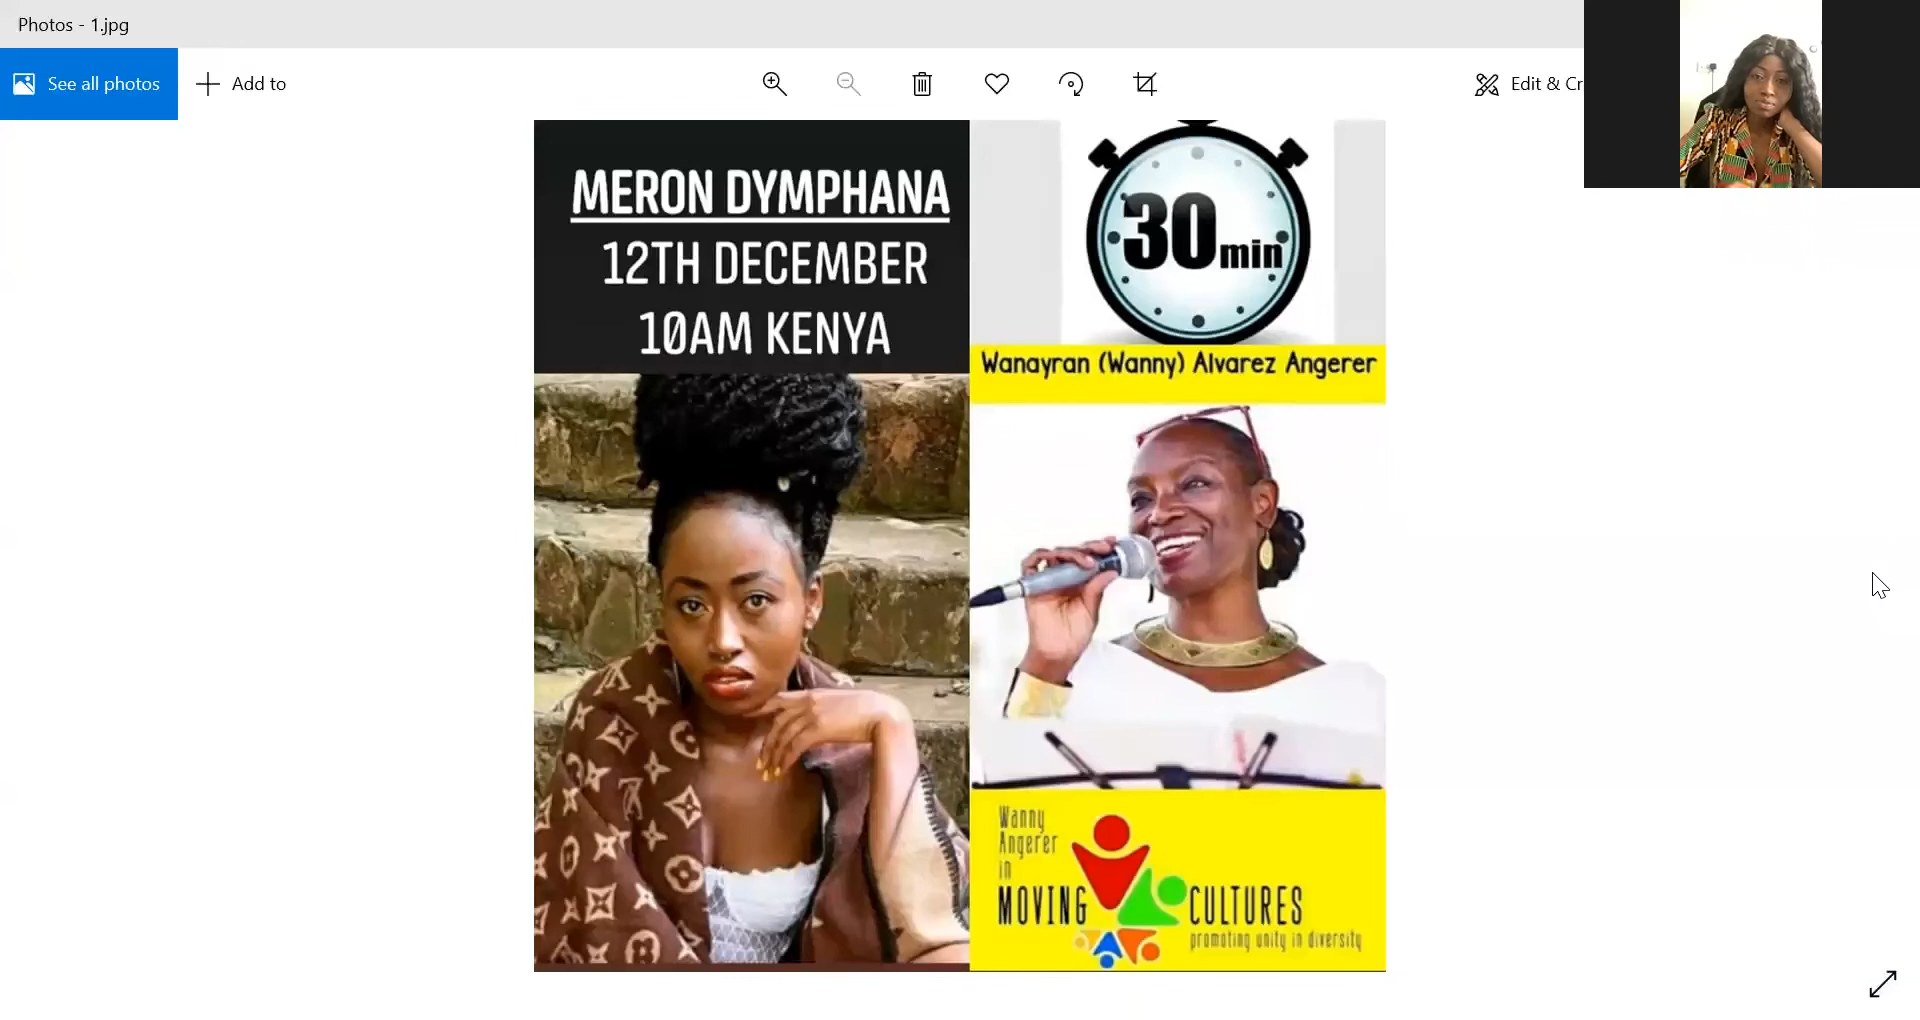 Photos - 1.jpg
See all photos
Add to
Edit & Cr
MERON DYMPHANA
12TH DECEMBER
10AM KENYA
30min
Wanayran (Wanny) Alvarez Angerer
Wanny
Angerer
in
MOVING CULTURES
promoting unity in diversity